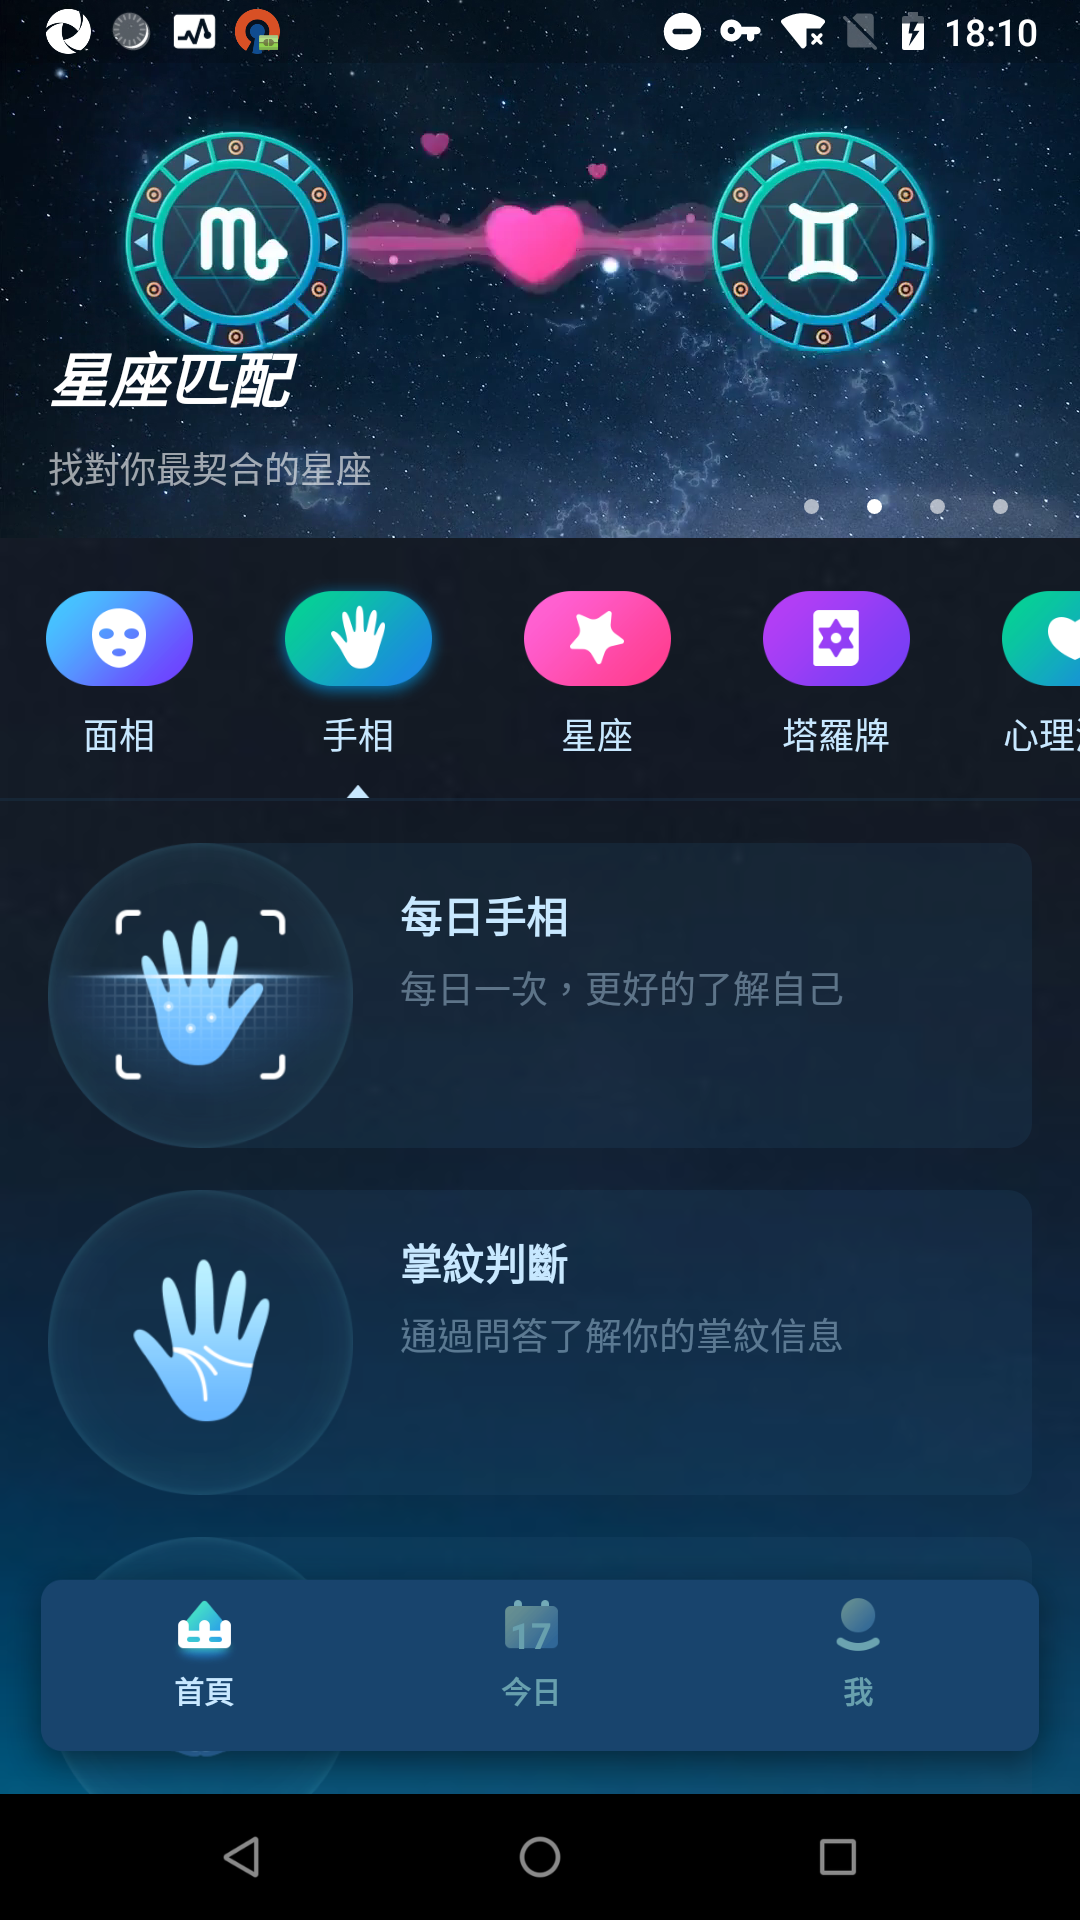 18:10
星座匹配
找對你最契合的星座
面相
手相
星座
塔羅牌
心理
每日手相
每日一次，更好的了解自己
掌紋判斷
通過問答了解你的掌紋信息
17
首頁
今日
我